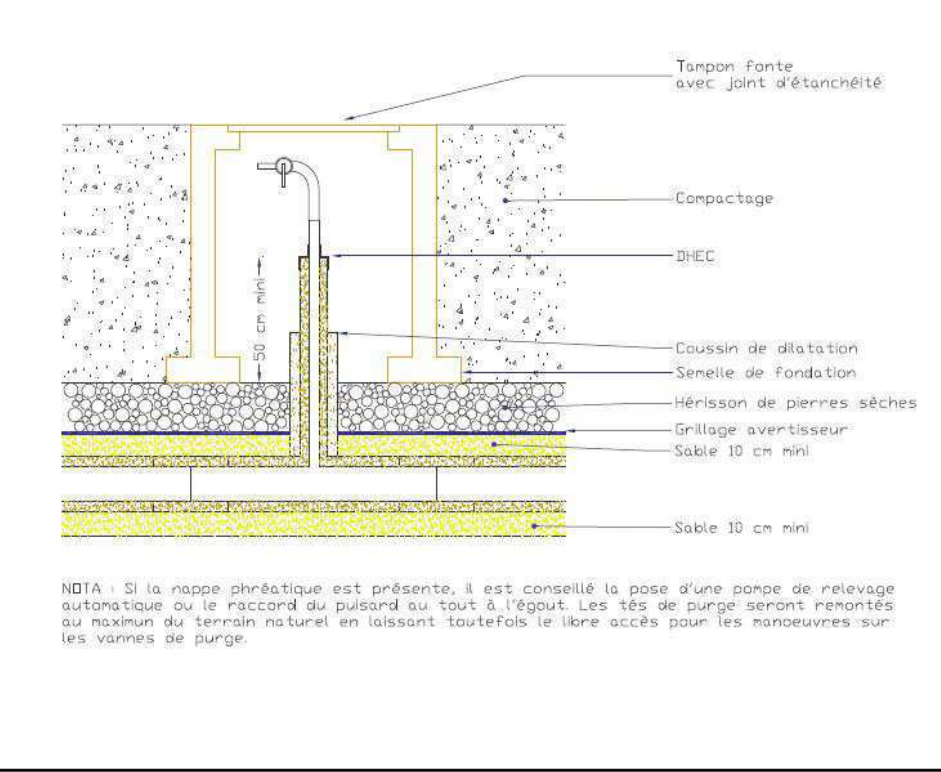 Tampon fonte
avec joint d'étanchéité
Compactage
DHEC
50 cm mini
Coussin de dilatation
Semelle de fondation
Hérisson de pierres sèches
Grillage avertisseur
Sable 10 cm mini
Sable 10 cm mini
NOTA : Si la nappe phréatique est présente, il est conseillé la pose d'une pompe de relevage
automatique ou le raccord du puisard au tout à l'égout. Les tés de purge seront remontés
au maximun du terrain naturel en laissant toutefois le libre accès pour les manoeuvres sur
les vannes de purge.